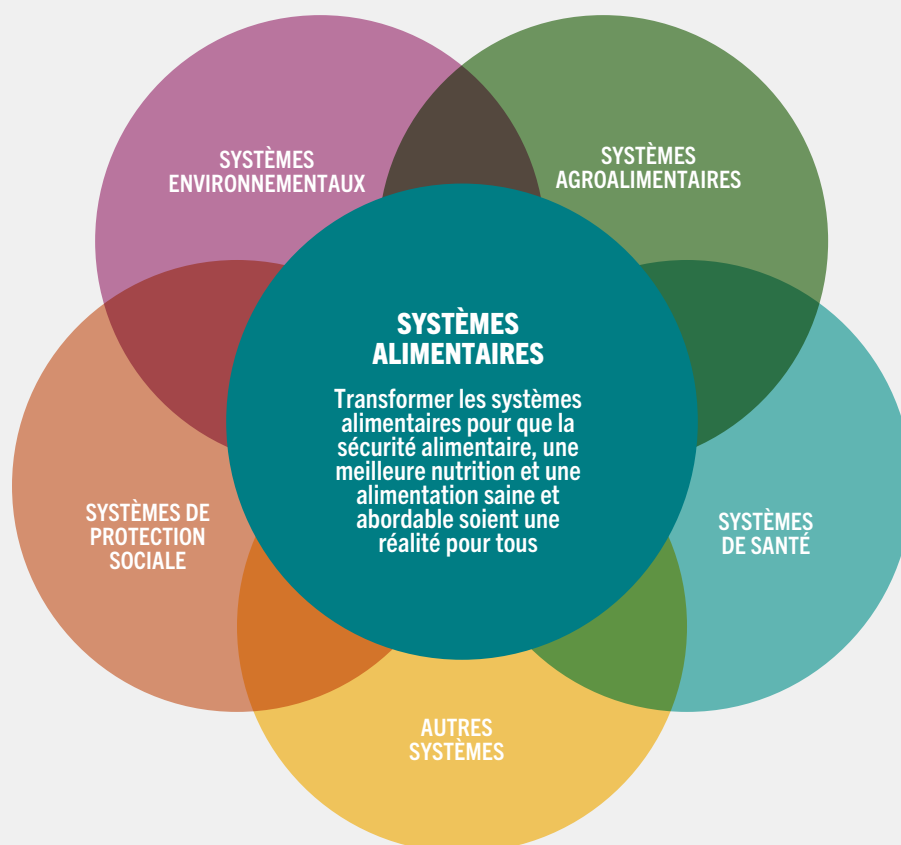 SYSTÈMES
ENVIRONNEMENTAUX
SYSTÈMES
AGROALIMENTAIRES
SYSTÈMES
ALIMENTAIRES
Transformer les systèmes
alimentaires pour que la
sécurité alimentaire, une
meilleure nutrition et une
alimentation saine et
abordable soient une
réalité pour tous
SYSTÈMES DE
PROTECTION
SOCIALE
SYSTÈMES
DE SANTÉ
AUTRES
SYSTÈMES